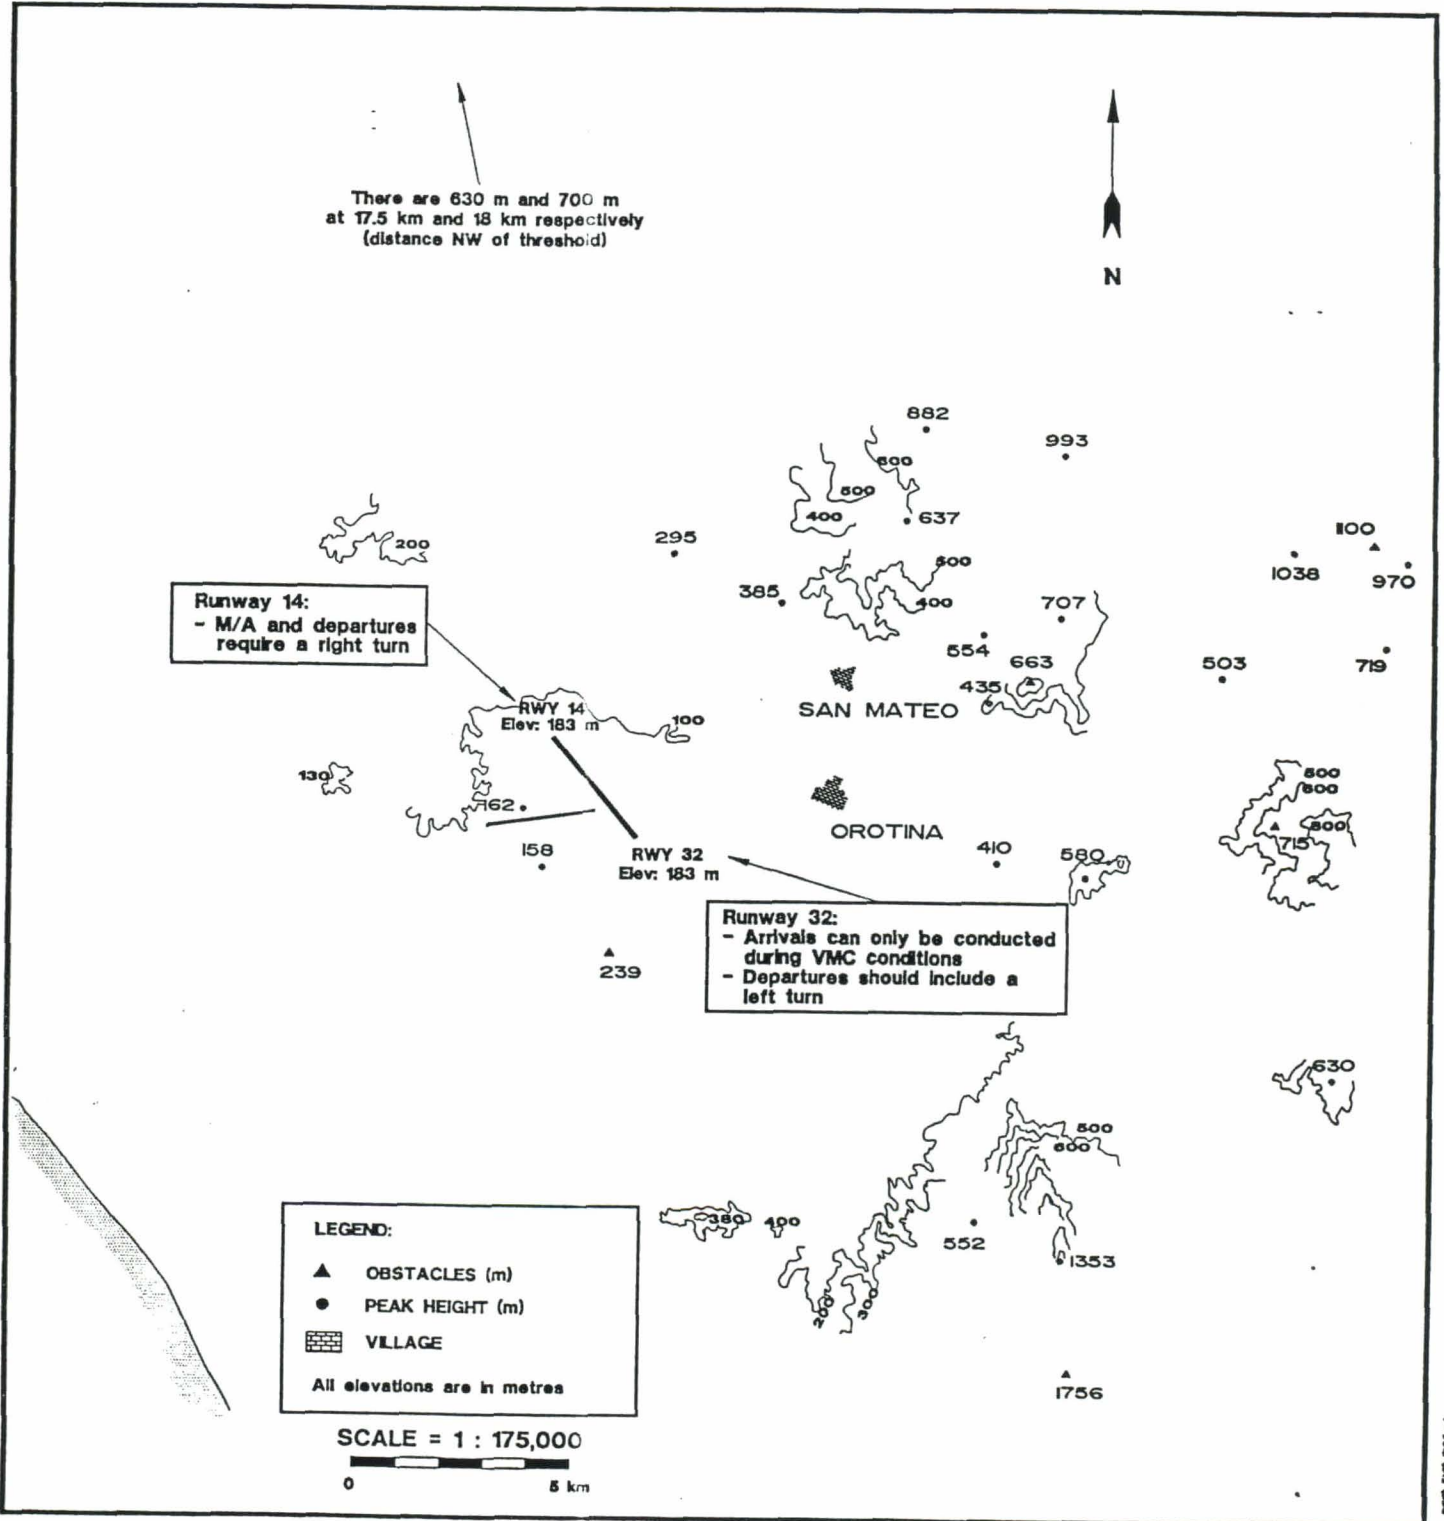 There are 630 m and 700 m
at 17.5 km and 18 km respectively
(distance NW of threshold)
N
882
993
600
500
400
637
295
1100
1038
970
200
500
385
400
707
554
663
503
719
435
Runway 14:
- M/A and departures
require a right turn
SAN MATEO
RWY 14
Elev: 183 m
100
130
162
500
600
800
715
OROTINA
158
RWY 32
Elev: 183 m
410
580
239
Runway 32:
- Arrivals can only be conducted
during VMC conditions
- Departures should include a
left turn
630
500
600
380
400
552
1353
200
300
1756
LEGEND:
OBSTACLES (m)
PEAK HEIGHT (m)
VILLAGE
All elevations are in metres
SCALE = 1 : 175,000
0
5 km